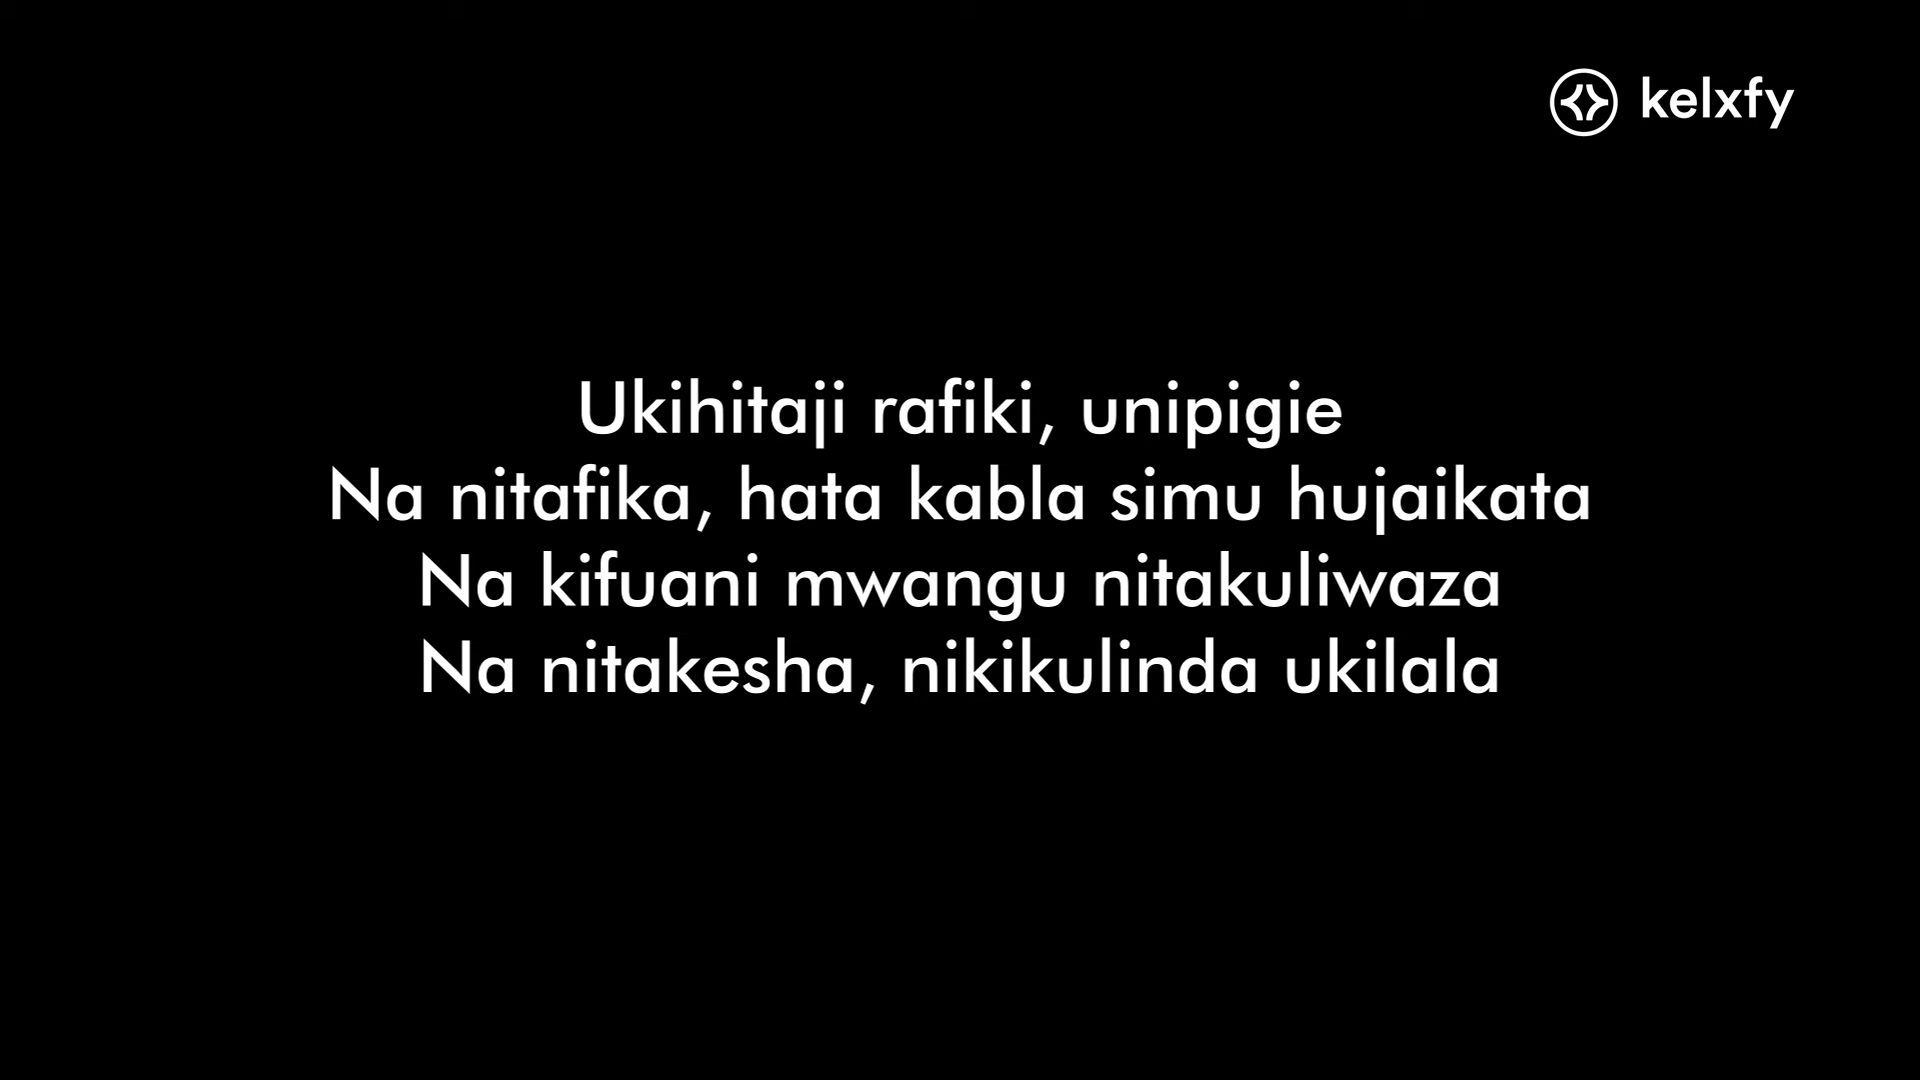 kelxfy
Ukihitaji rafiki, unipigie
Na nitafika, hata kabla simu hujaikata
Na kifuani mwangu nitakuliwaza
Na nitakesha, nikikulinda ukilala